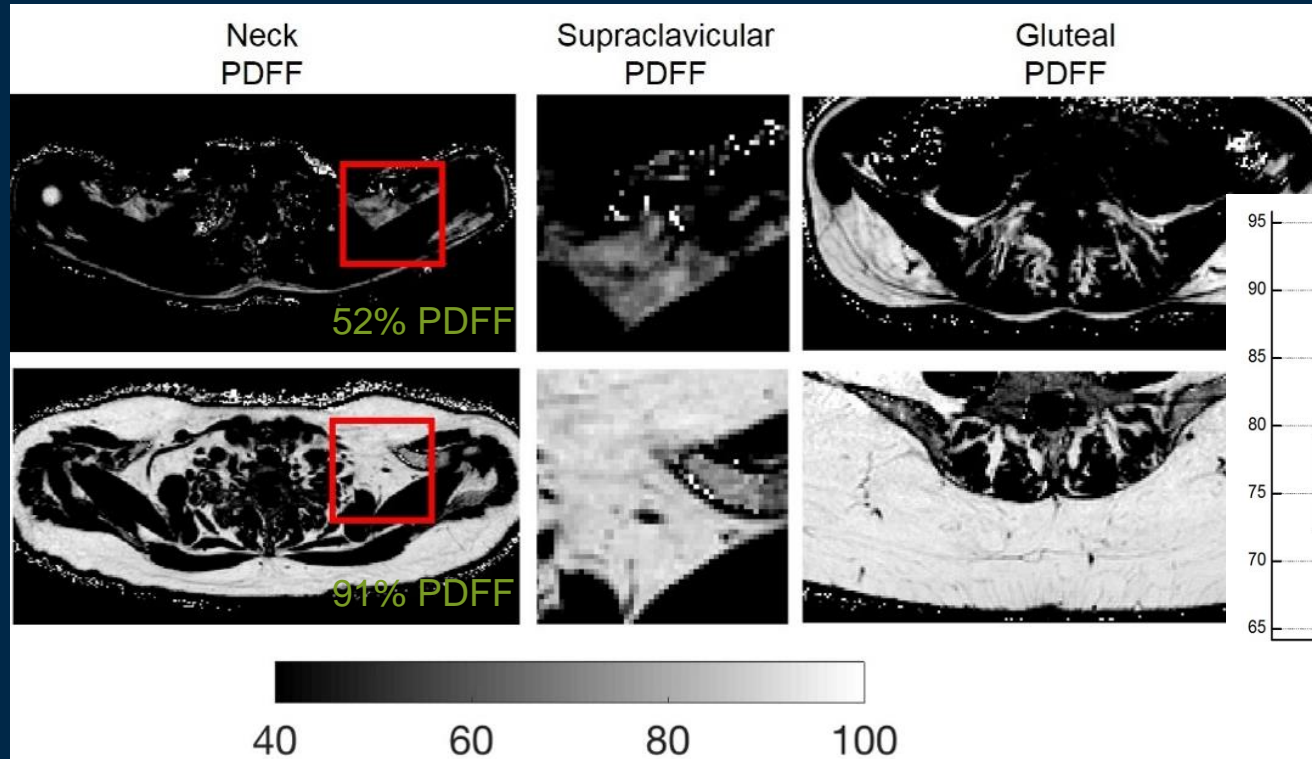 Neck
PDFF
Supraclavicular
PDFF
Gluteal
PDFF
52% PDFF
91% PDFF
95
90
85
80
75
70
65
40 60 80 100